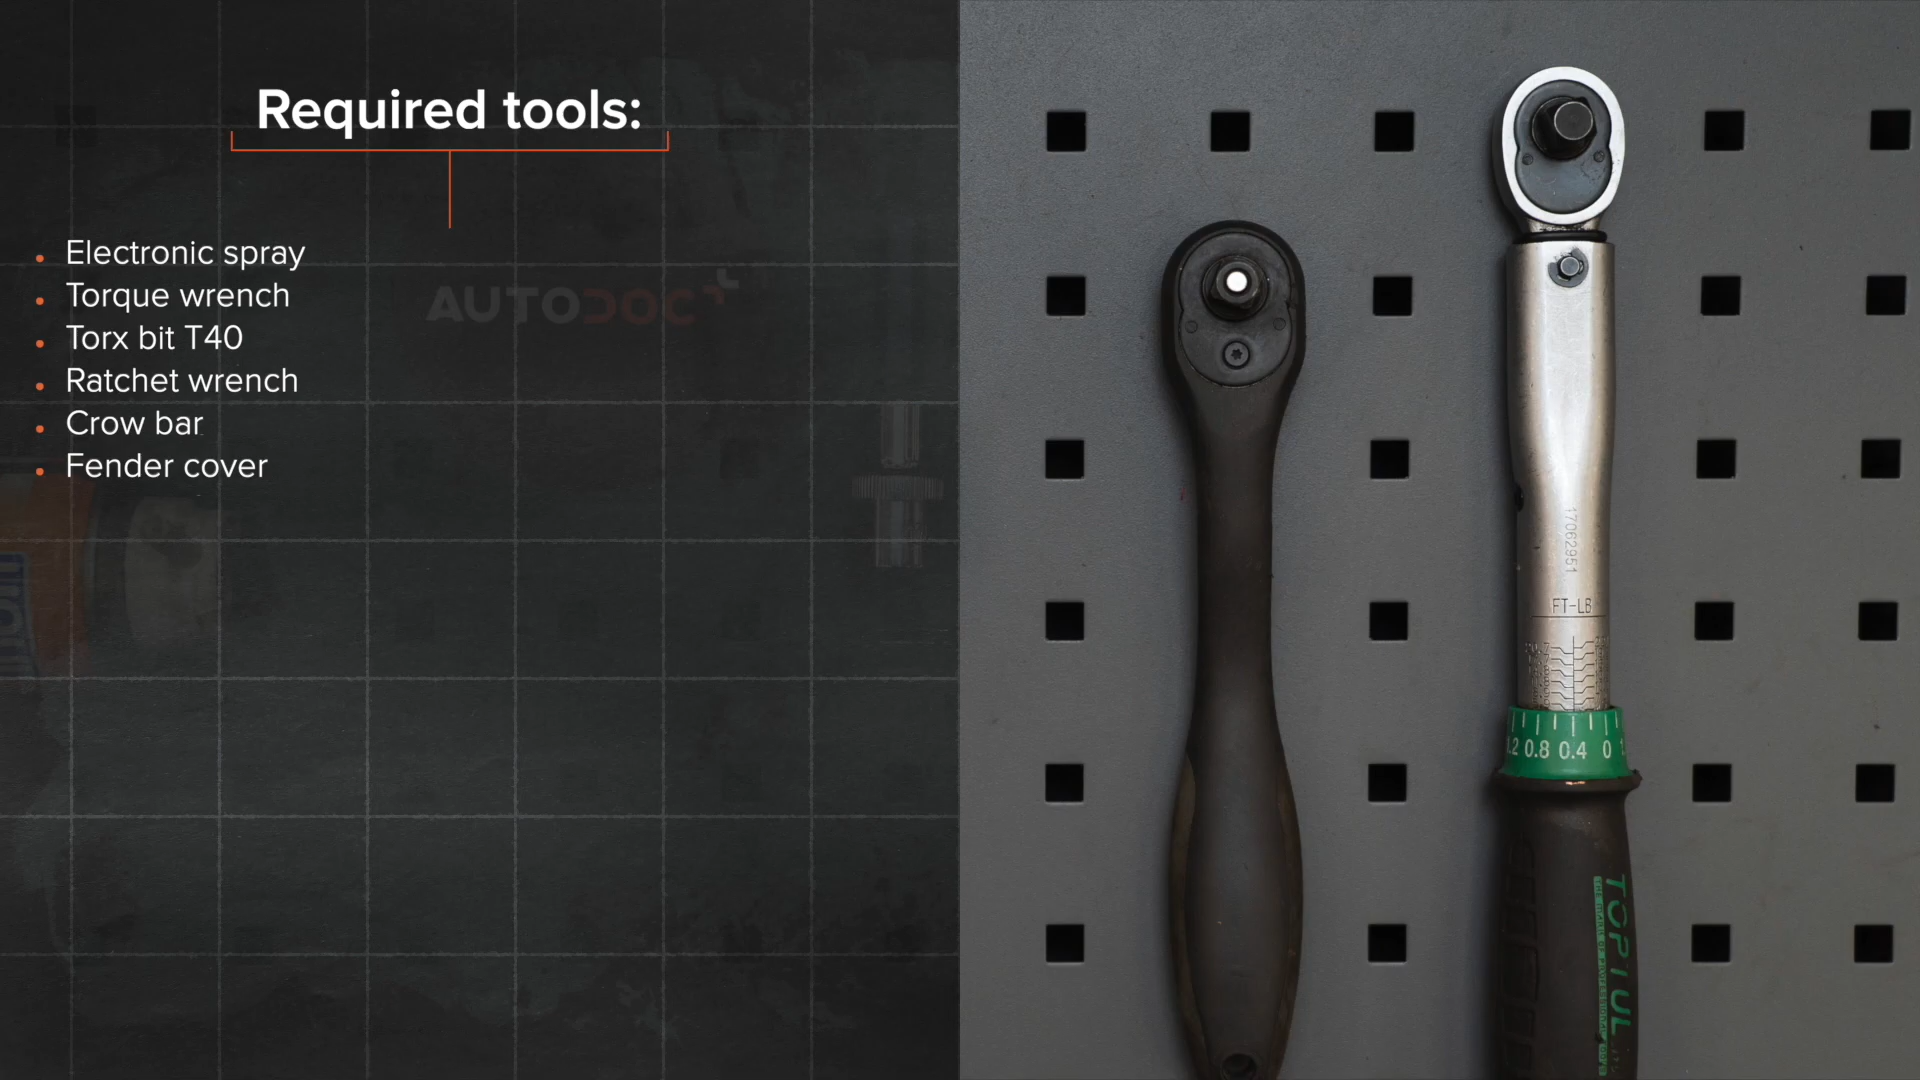 Required tools:
Electronic spray
Torque wrench
Torx bit T40
Ratchet wrench
Crow bar
Fender cover
AUTODOC
17062951
FT-LB
0.8 0.4 0
TOPTUL